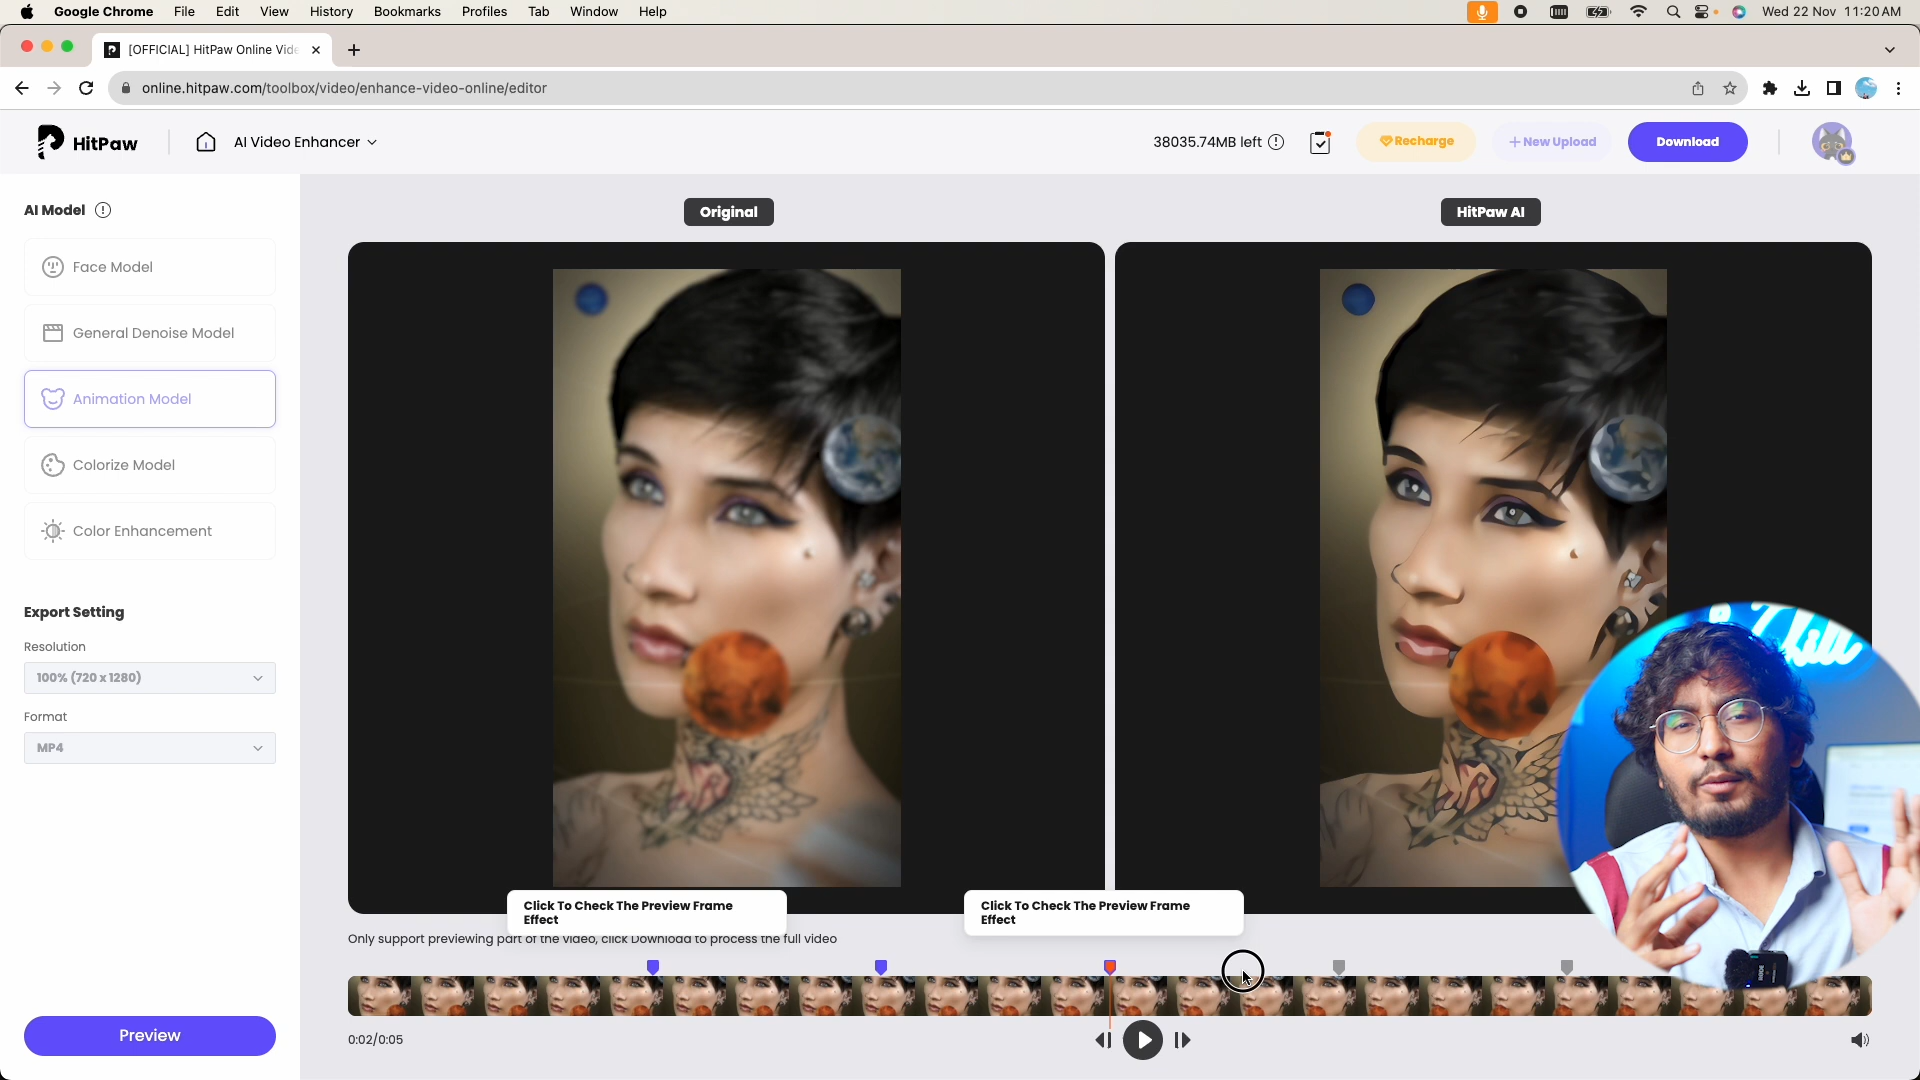 Google Chrome File Edit View History Bookmarks Profiles Tab Window Help Wed 22 Nov 11:20 AM
[OFFICIAL] HitPaw Online Vide
online.hitpaw.com/toolbox/video/enhance-video-online/editor
HitPaw AI Video Enhancer 38035.74MB left Recharge + New Upload Download
AI Model
Face Model
General Denoise Model
Animation Model
Colorize Model
Color Enhancement
Export Setting
Resolution
100% (720 x 1280)
Format
MP4
Preview
Original
HitPaw AI
Click To Check The Preview Frame
Effect
Click To Check The Preview Frame
Effect
Only support previewing part of the video, click Download to process the full video
0:02/0:05